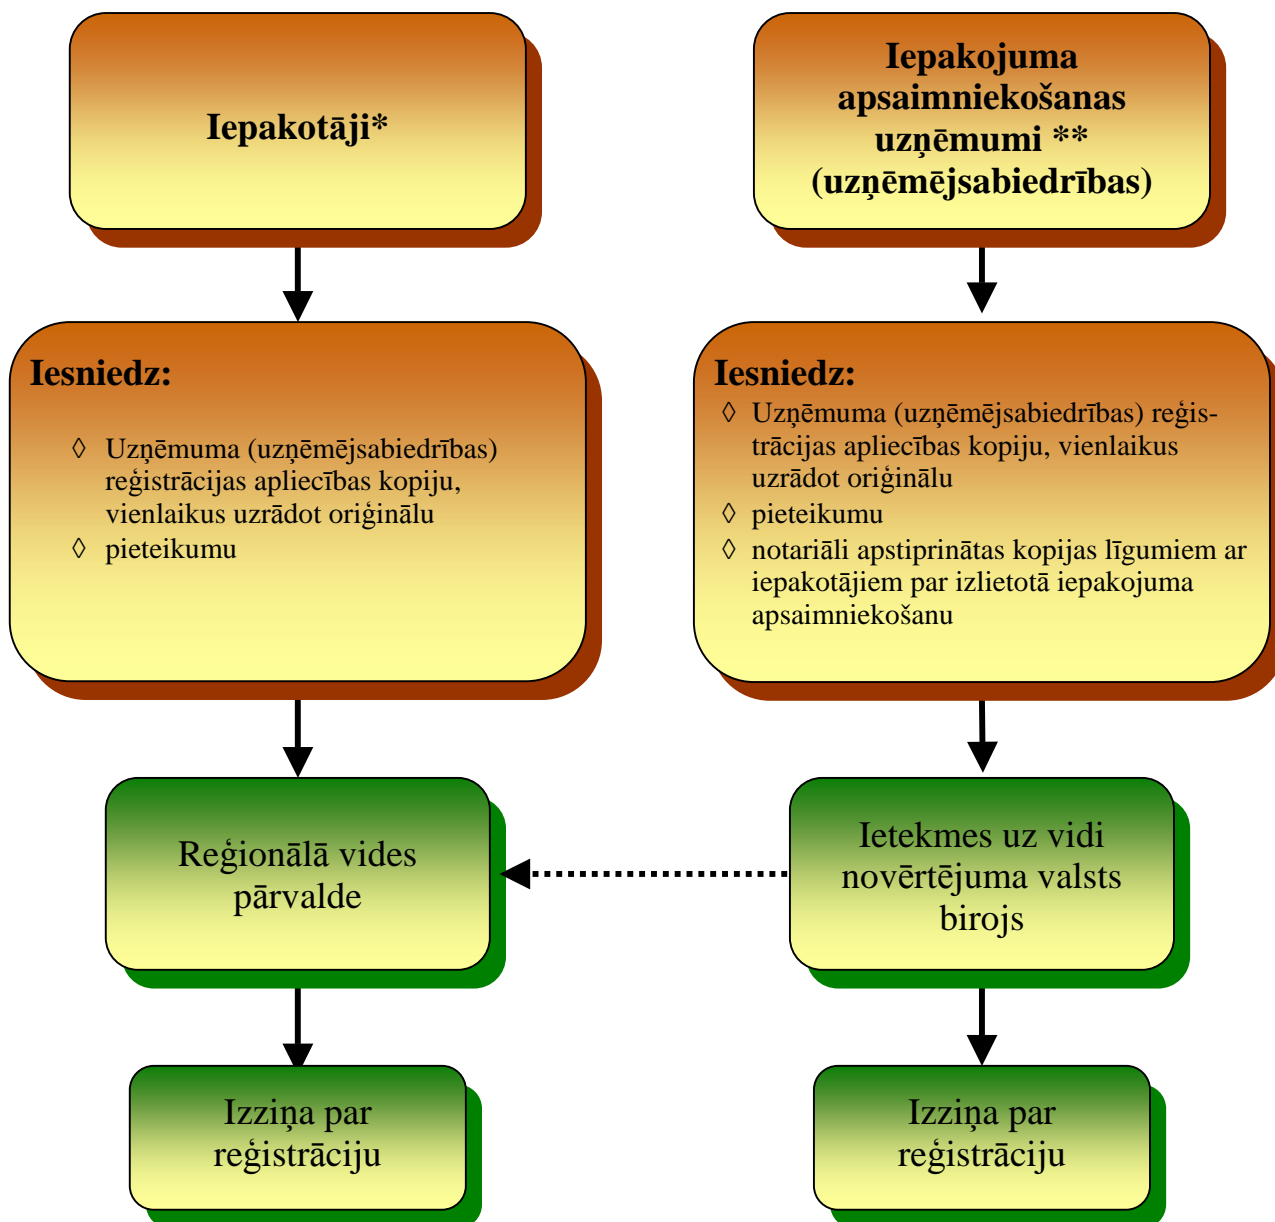 Iepakotāji*
Iepakojuma
apsaimniekošanas
uzņēmumi **
(uzņēmējsabiedrības)
Iesniedz:
◊ Uzņēmuma (uzņēmējsabiedrības)
reģistrācijas apliecības kopiju,
vienlaikus uzrādot oriģinālu
◊ pieteikumu
Iesniedz:
◊ Uzņēmuma (uzņēmējsabiedrības) reģis-
trācijas apliecības kopiju, vienlaikus
uzrādot oriģinālu
◊ pieteikumu
◊ notariāli apstiprinātas kopijas līgumiem ar
iepakotājiem par izlietotā iepakojuma
apsaimniekošanu
Reģionālā vides
pārvalde
Ietekmes uz vidi
novērtējuma valsts
birojs
Izziņa par
reģistrāciju
Izziņa par
reģistrāciju